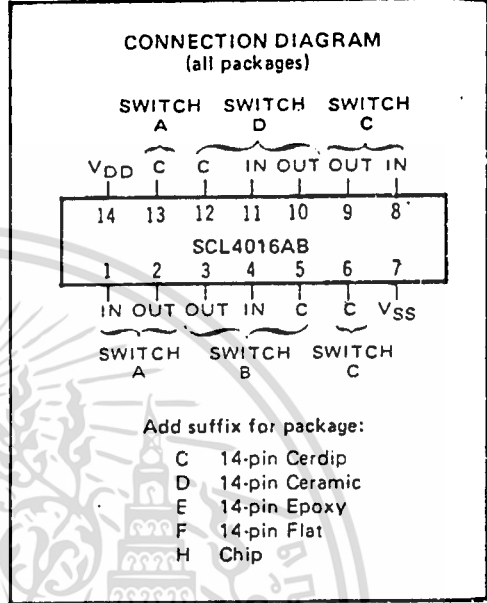 CONNECTION DIAGRAM
(all packages)
SWITCH SWITCH SWITCH
A D C
VDD C C IN OUT OUT IN
14 13 12 11 10 9 8
SCL4016AB
1 2 3 4 5 6 7
IN OUT OUT IN C C VSS
SWITCH SWITCH SWITCH
A B C
Add suffix for package:
C 14-pin Cerdip
D 14-pin Ceramic
E 14-pin Epoxy
F 14-pin Flat
H Chip